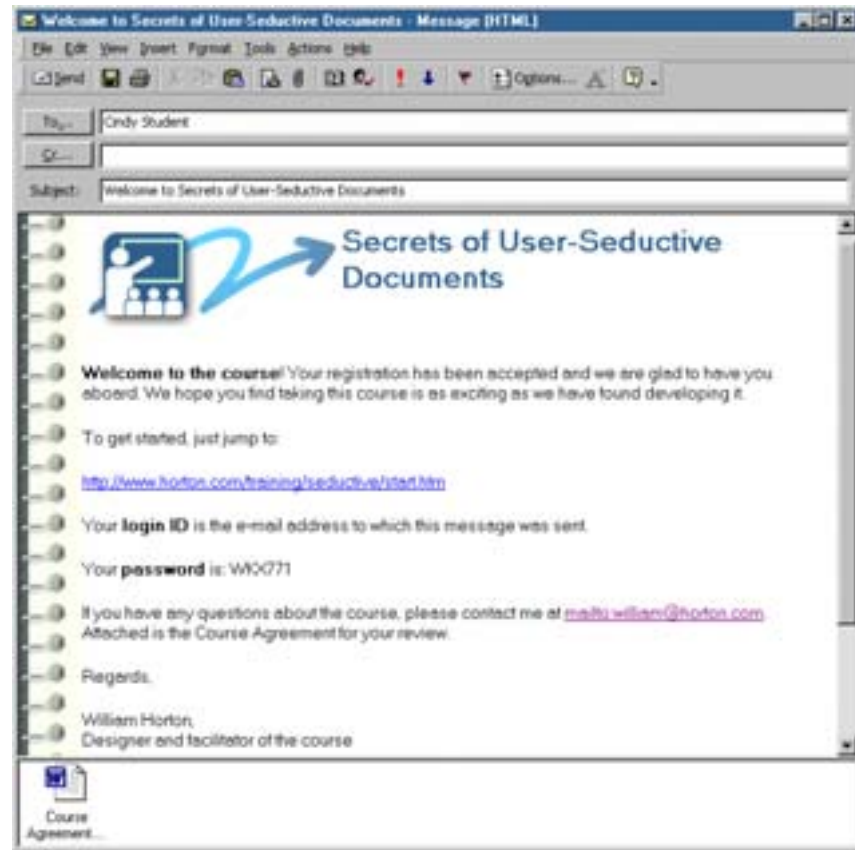 Welcome to Secrets of User-Seductive Documents - Message (HTML)
File Edit View Insert Format Tools Actions Help
Send Options...
To... Cindy Student
Cc...
Subject: Welcome to Secrets of User-Seductive Documents
Secrets of User-Seductive
Documents
Welcome to the course! Your registration has been accepted and we are glad to have you
aboard. We hope you find taking this course is as exciting as we have found developing it.
To get started, just jump to:
http://www.horton.com/training/seductive/start.htm
Your login ID is the e-mail address to which this message was sent.
Your password is:
If you have any questions about the course, please contact me at mailto:william@horton.com.
Attached is the Course Agreement for your review.
Regards,
William Horton,
Designer and facilitator of the course
Course
Agreement...